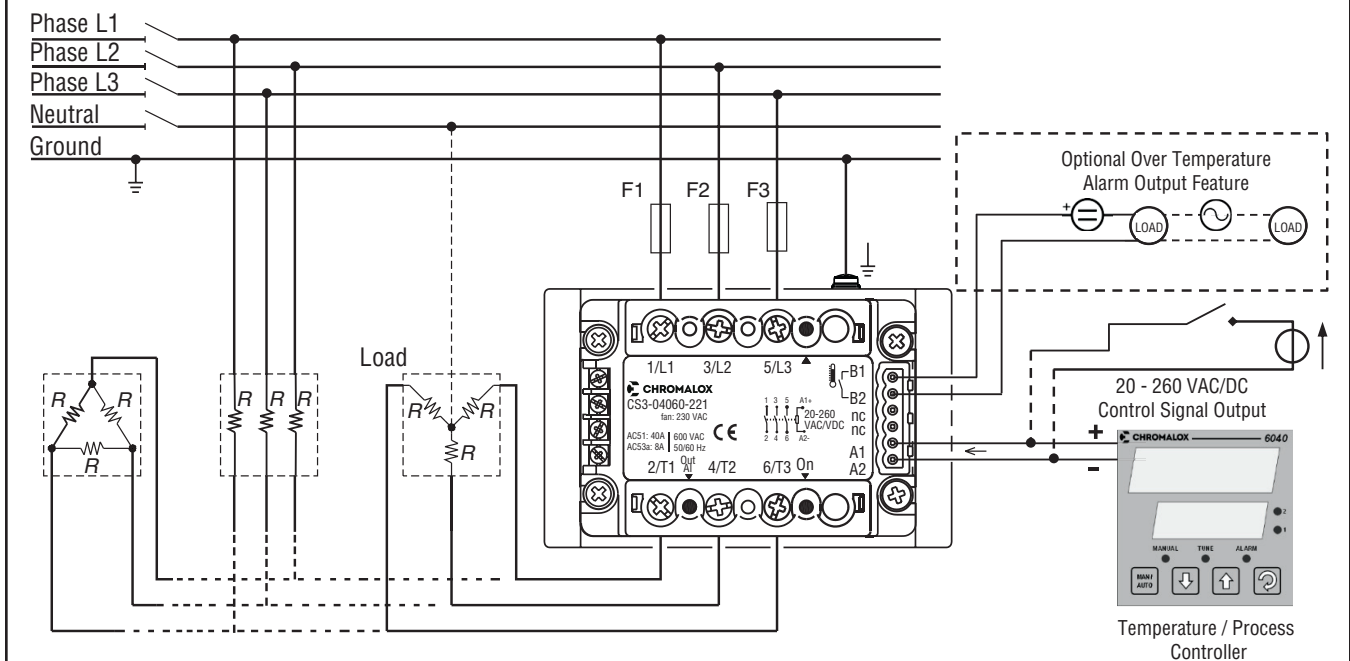 Phase L1
Phase L2
Phase L3
Neutral
Ground
F1 F2 F3
Optional Over Temperature
Alarm Output Feature
+
LOAD
LOAD
Load
R R
R
R R R
R R
R
1/L1 3/L2 5/L3
CHROMALOX
CS3-04060-221
fan: 230 VAC
AC51: 40A 600 VAC
AC53a: 8A 50/60 Hz
CE
1 3 5 A1+
20-260
VAC/VDC
2 4 6 A2-
2/T1 Out Al 4/T2 6/T3 On
B1
B2
nc
nc
A1
A2
20 - 260 VAC/DC
Control Signal Output
+
–
CHROMALOX 6040
2
1
MANUAL TUNE ALARM
MAN/
AUTO
Temperature / Process
Controller